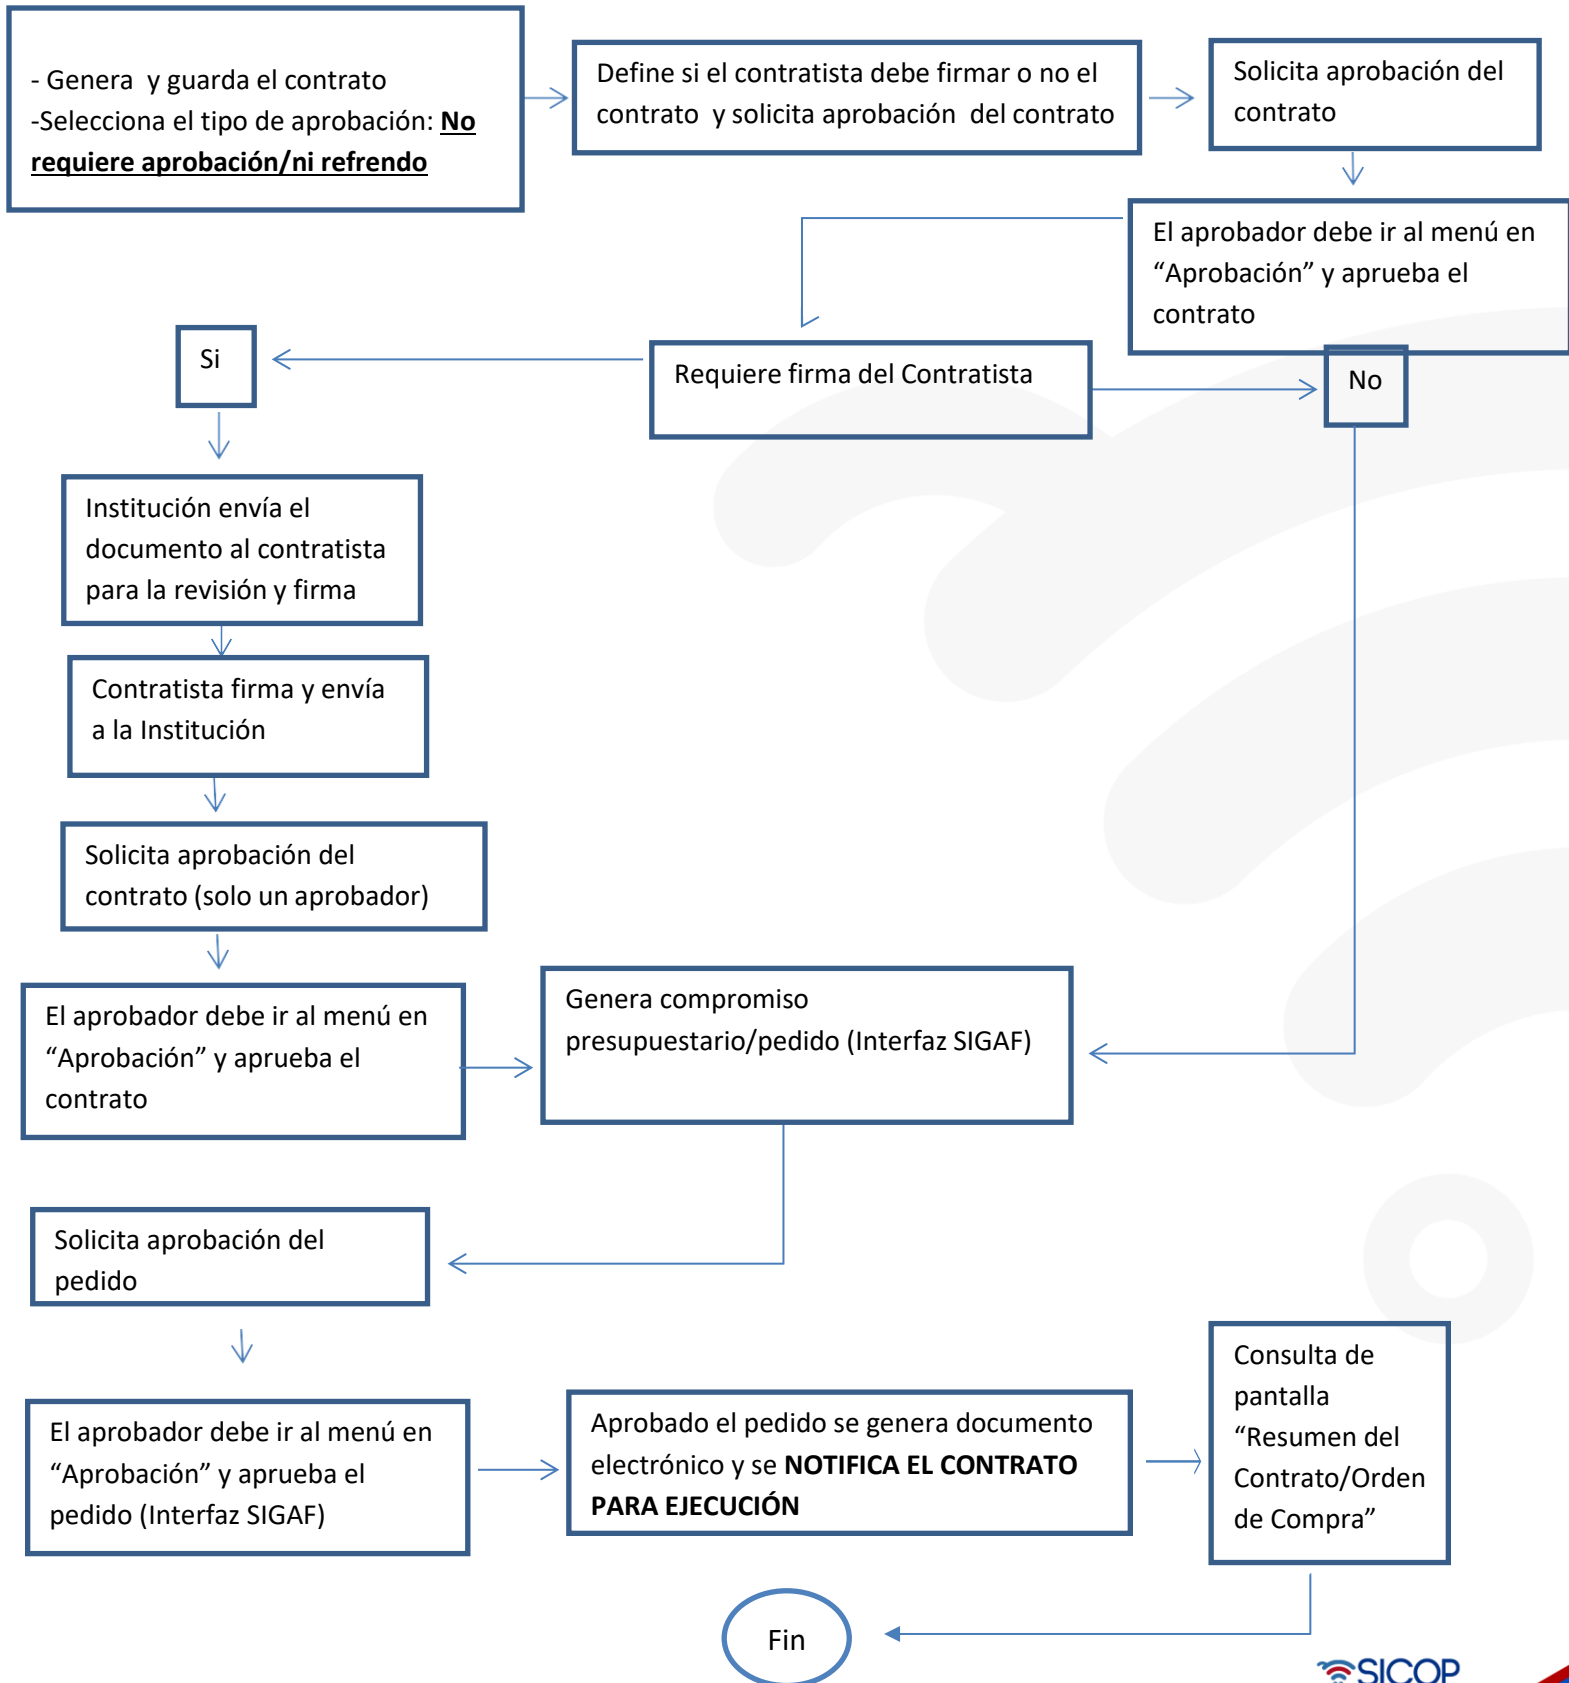 - Genera y guarda el contrato
-Selecciona el tipo de aprobación: No
requiere aprobación/ni refrendo
Define si el contratista debe firmar o no el
contrato y solicita aprobación del contrato
Solicita aprobación del
contrato
El aprobador debe ir al menú en
“Aprobación” y aprueba el
contrato
Requiere firma del Contratista
Si
No
Institución envía el
documento al contratista
para la revisión y firma
Contratista firma y envía
a la Institución
Solicita aprobación del
contrato (solo un aprobador)
El aprobador debe ir al menú en
“Aprobación” y aprueba el
contrato
Genera compromiso
presupuestario/pedido (Interfaz SIGAF)
Solicita aprobación del
pedido
El aprobador debe ir al menú en
“Aprobación” y aprueba el
pedido (Interfaz SIGAF)
Aprobado el pedido se genera documento
electrónico y se NOTIFICA EL CONTRATO
PARA EJECUCIÓN
Consulta de
pantalla
“Resumen del
Contrato/Orden
de Compra”
Fin
SICOP